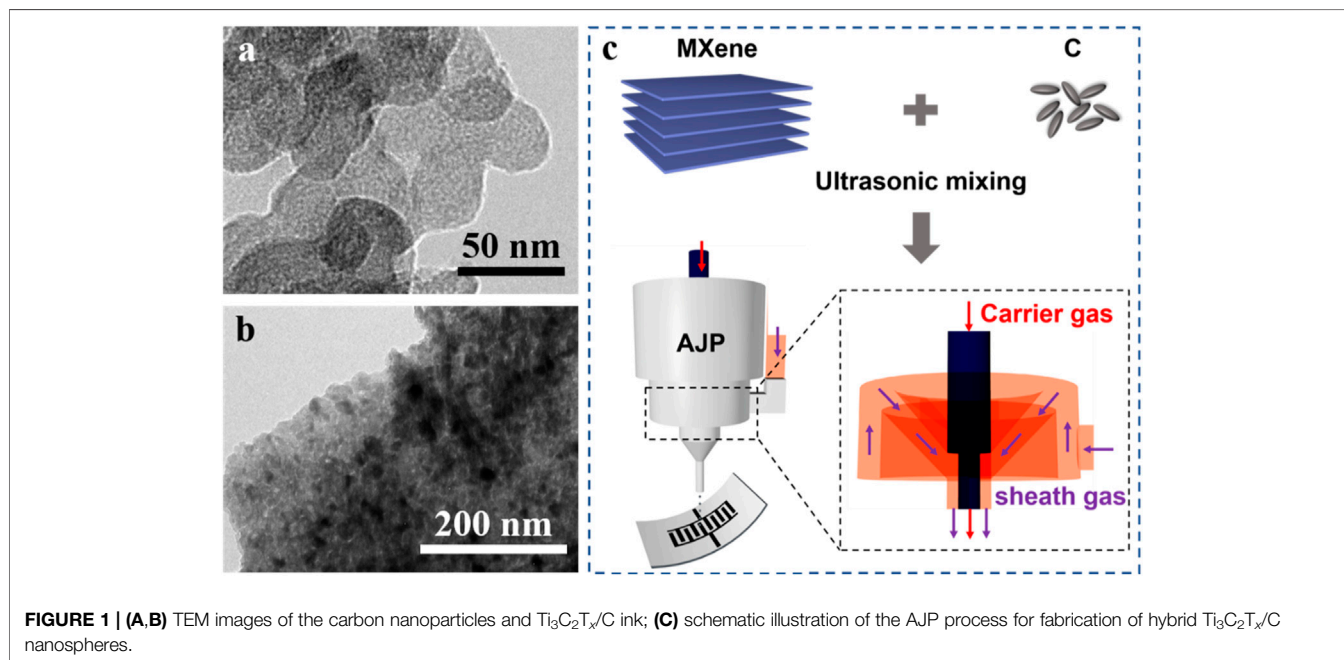 a
50 nm
b
200 nm
c
MXene
C
Ultrasonic mixing
AJP
Carrier gas
sheath gas
FIGURE 1 | (A,B) TEM images of the carbon nanoparticles and Ti₃C₂Tₓ/C ink; (C) schematic illustration of the AJP process for fabrication of hybrid Ti₃C₂Tₓ/C
nanospheres.